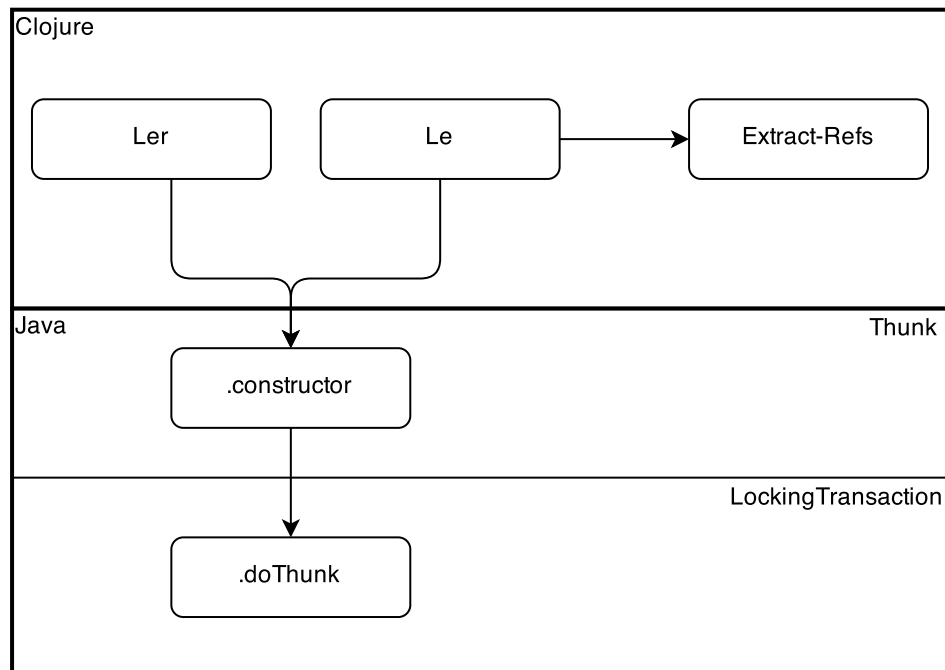 Clojure
Ler
Le
Extract-Refs
Java
Thunk
.constructor
LockingTransaction
.doThunk